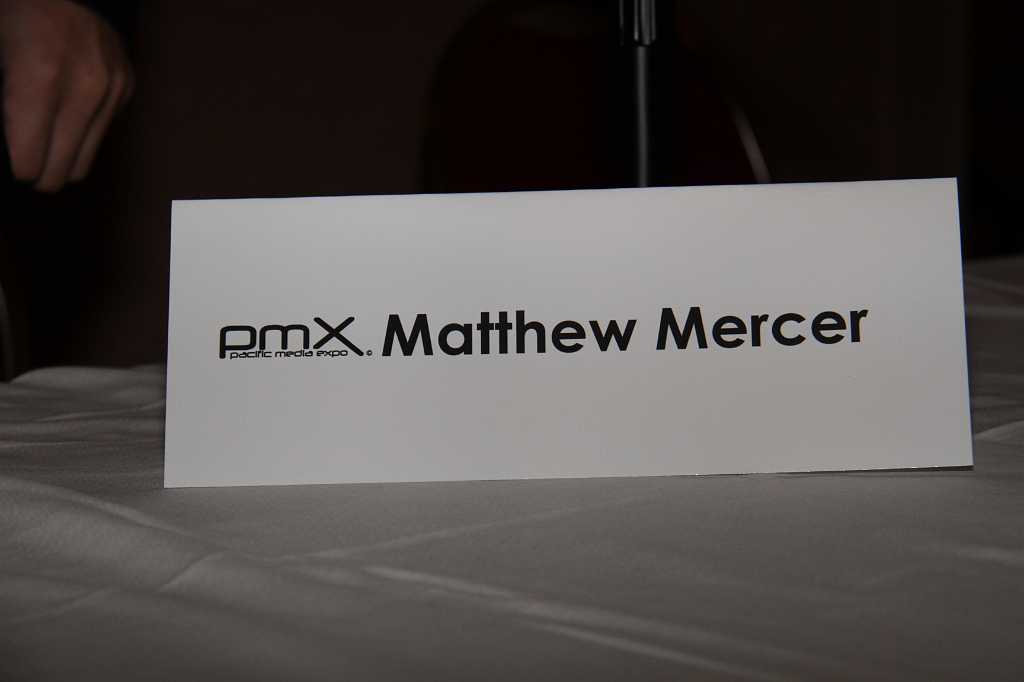 pmx Matthew Mercer
pacific media expo ©